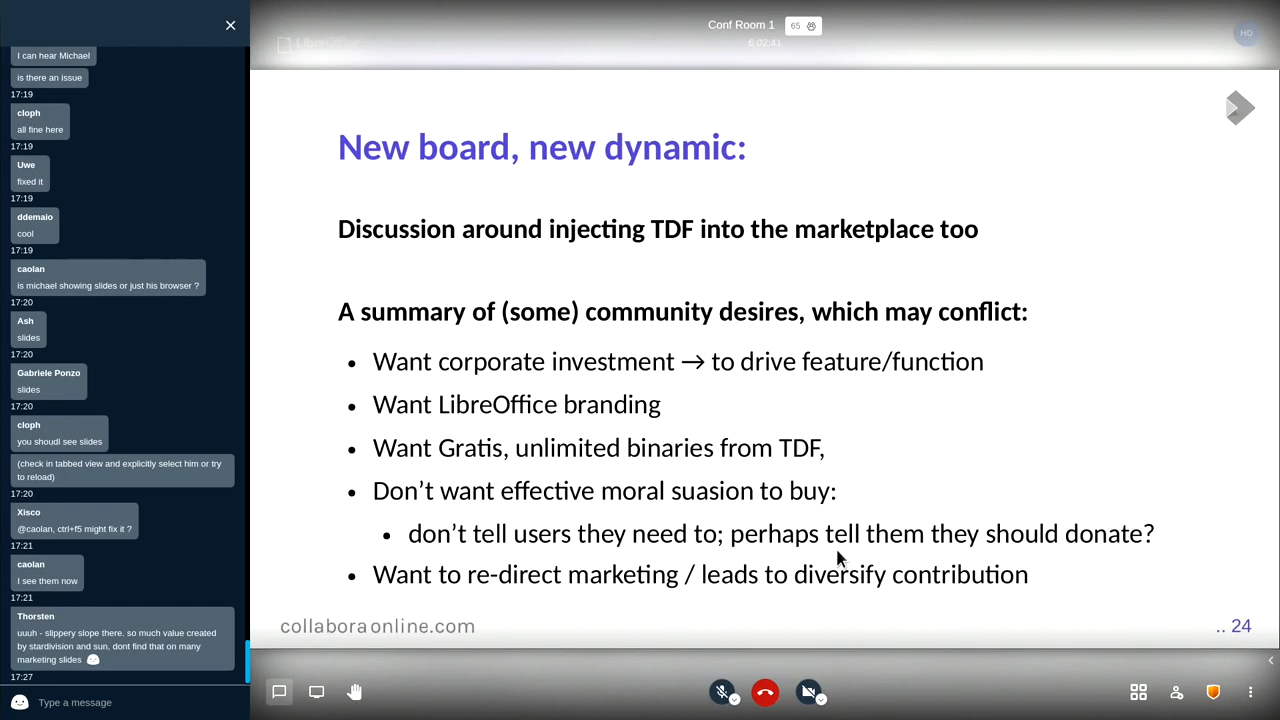 I can hear Michael
is there an issue
17:19
cloph
all fine here
17:19
Uwe
fixed it
17:19
ddemaio
cool
17:19
caolan
is michael showing slides or just his browser ?
17:20
Ash
slides
17:20
Gabriele Ponzo
slides
17:20
cloph
you shoudl see slides
(check in tabbed view and explicitly select him or try
to reload)
17:20
Xisco
@caolan, ctrl+f5 might fix it ?
17:21
caolan
I see them now
17:21
Thorsten
uuuh - slippery slope there. so much value created
by stardivision and sun, dont find that on many
marketing slides
17:27
Type a message
Conf Room 1
65
6:02:41
LibreOffice
HD
New board, new dynamic:
Discussion around injecting TDF into the marketplace too
A summary of (some) community desires, which may conflict:
• Want corporate investment → to drive feature/function
• Want LibreOffice branding
• Want Gratis, unlimited binaries from TDF,
• Don’t want effective moral suasion to buy:
• don’t tell users they need to; perhaps tell them they should donate?
• Want to re-direct marketing / leads to diversify contribution
collaboraonline.com
.. 24